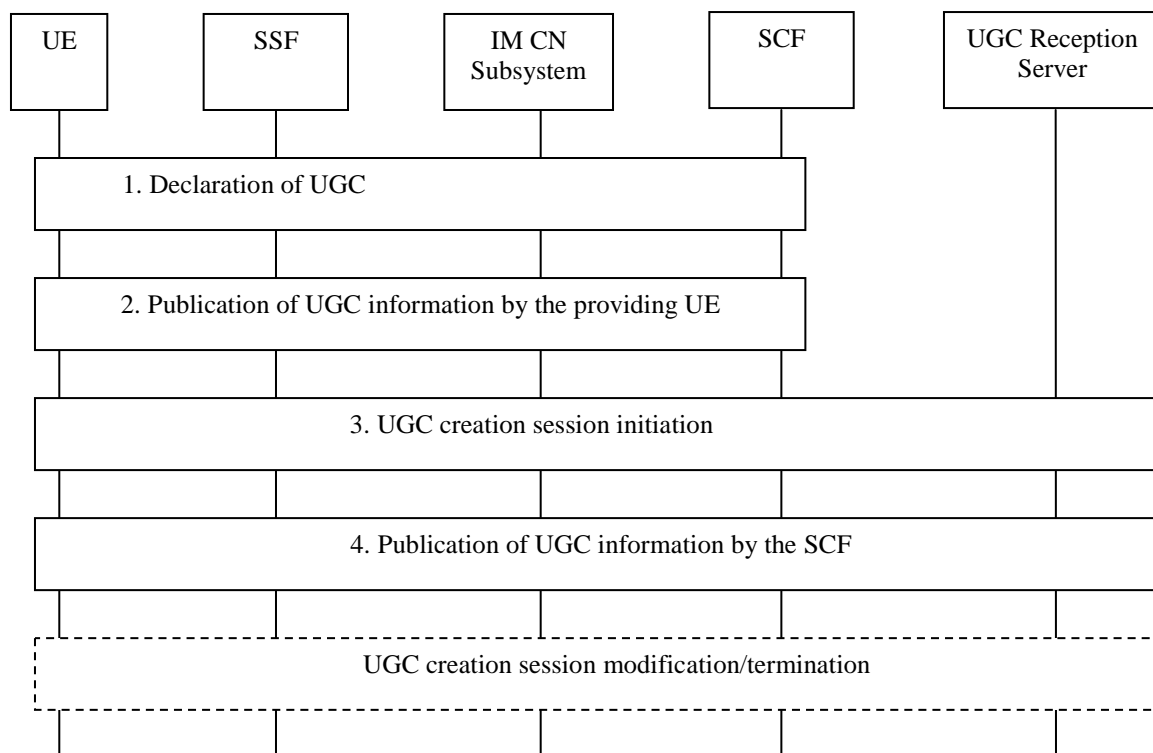 UE
SSF
IM CN
Subsystem
SCF
UGC Reception
Server
1. Declaration of UGC
2. Publication of UGC information by the providing UE
3. UGC creation session initiation
4. Publication of UGC information by the SCF
UGC creation session modification/termination